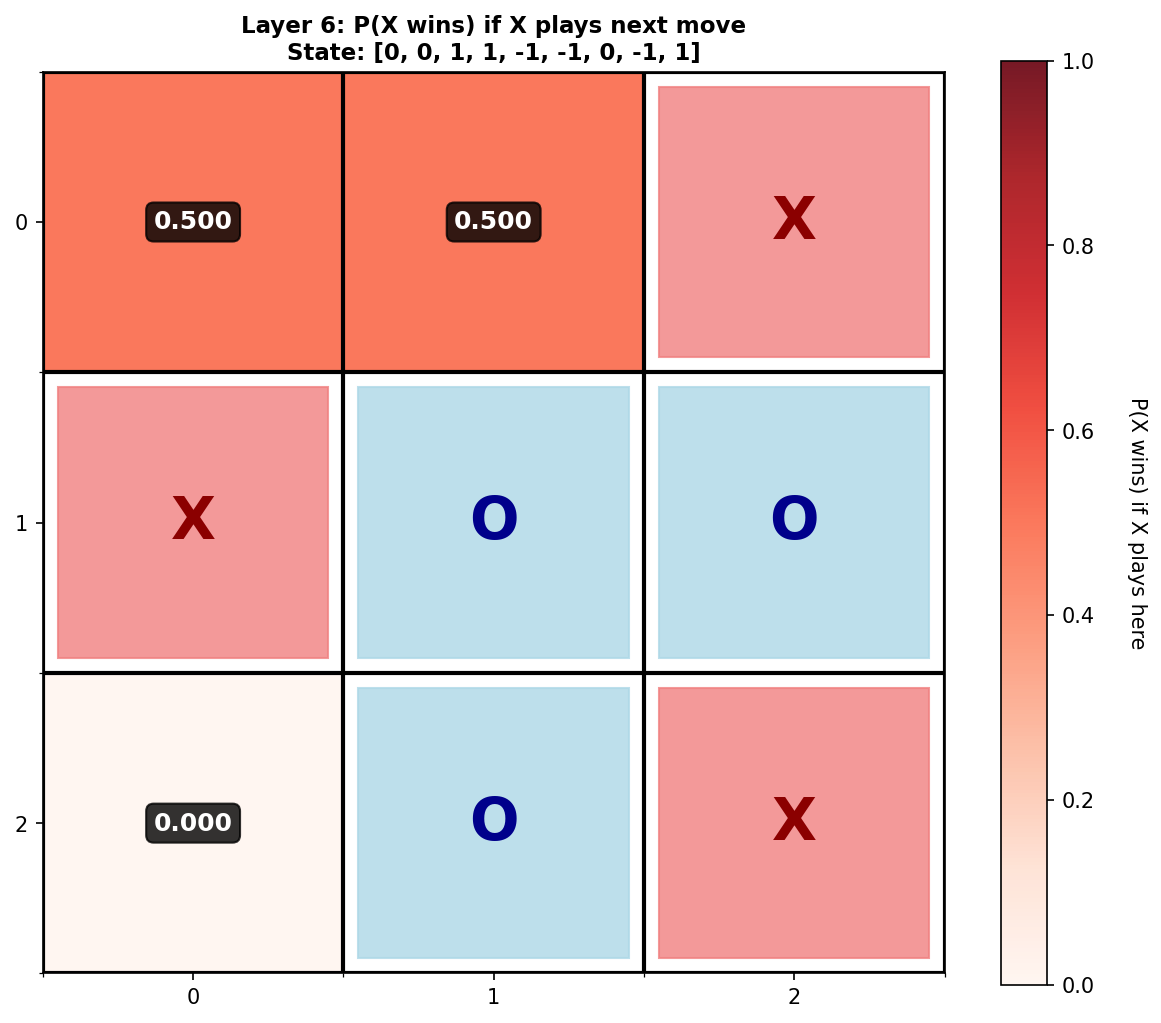 Layer 6: P(X wins) if X plays next move
State: [0, 0, 1, 1, -1, -1, 0, -1, 1]
0
0.500
0.500
X
1
X
O
O
2
0.000
O
X
0
1
2
1.0
0.8
0.6
0.4
0.2
0.0
P(X wins) if X plays here